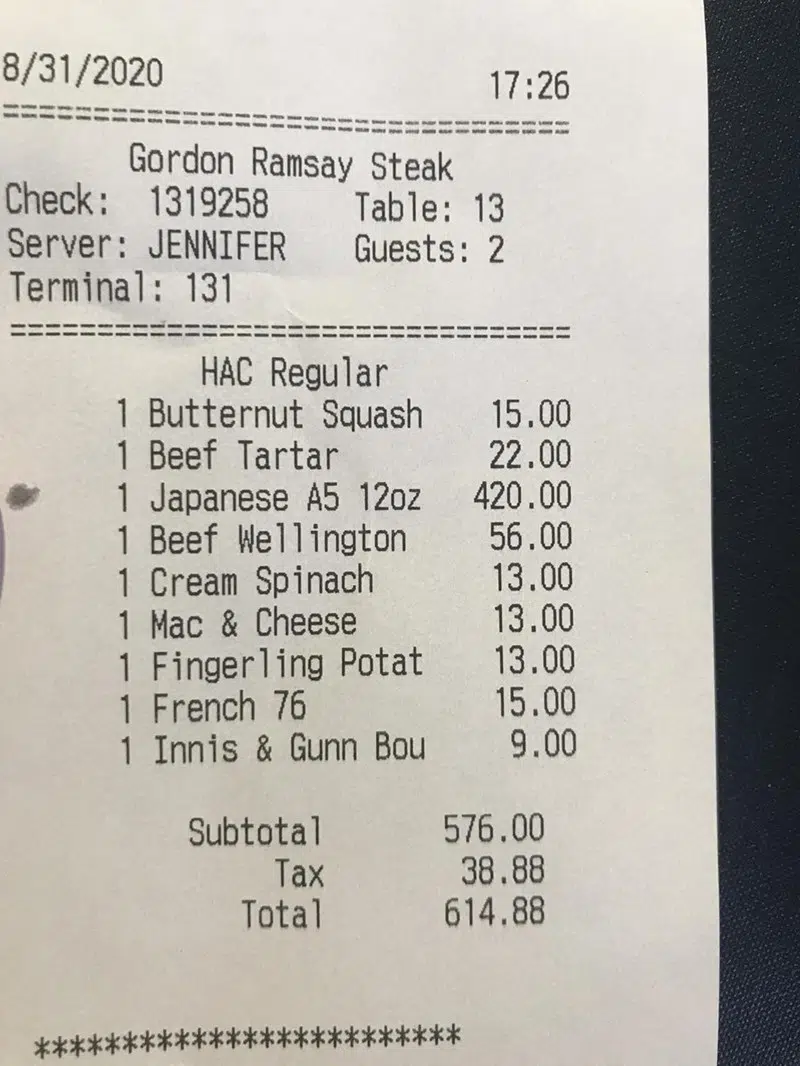 8/31/2020 17:26
==================================
Gordon Ramsay Steak
Check: 1319258 Table: 13
Server: JENNIFER Guests: 2
Terminal: 131
==================================
HAC Regular
1 Butternut Squash 15.00
1 Beef Tartar 22.00
1 Japanese A5 12oz 420.00
1 Beef Wellington 56.00
1 Cream Spinach 13.00
1 Mac & Cheese 13.00
1 Fingerling Potat 13.00
1 French 76 15.00
1 Innis & Gunn Bou 9.00
Subtotal 576.00
Tax 38.88
Total 614.88
**************************